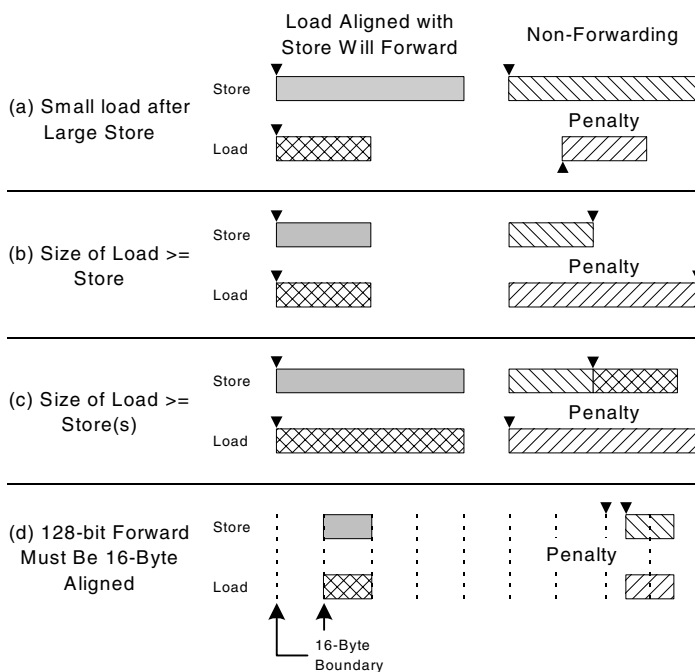 Load Aligned with
Store Will Forward
Non-Forwarding
(a) Small load after
Large Store
Store
Load
Penalty
(b) Size of Load >=
Store
Store
Load
Penalty
(c) Size of Load >=
Store(s)
Store
Load
Penalty
(d) 128-bit Forward
Must Be 16-Byte
Aligned
Store
Load
Penalty
16-Byte
Boundary